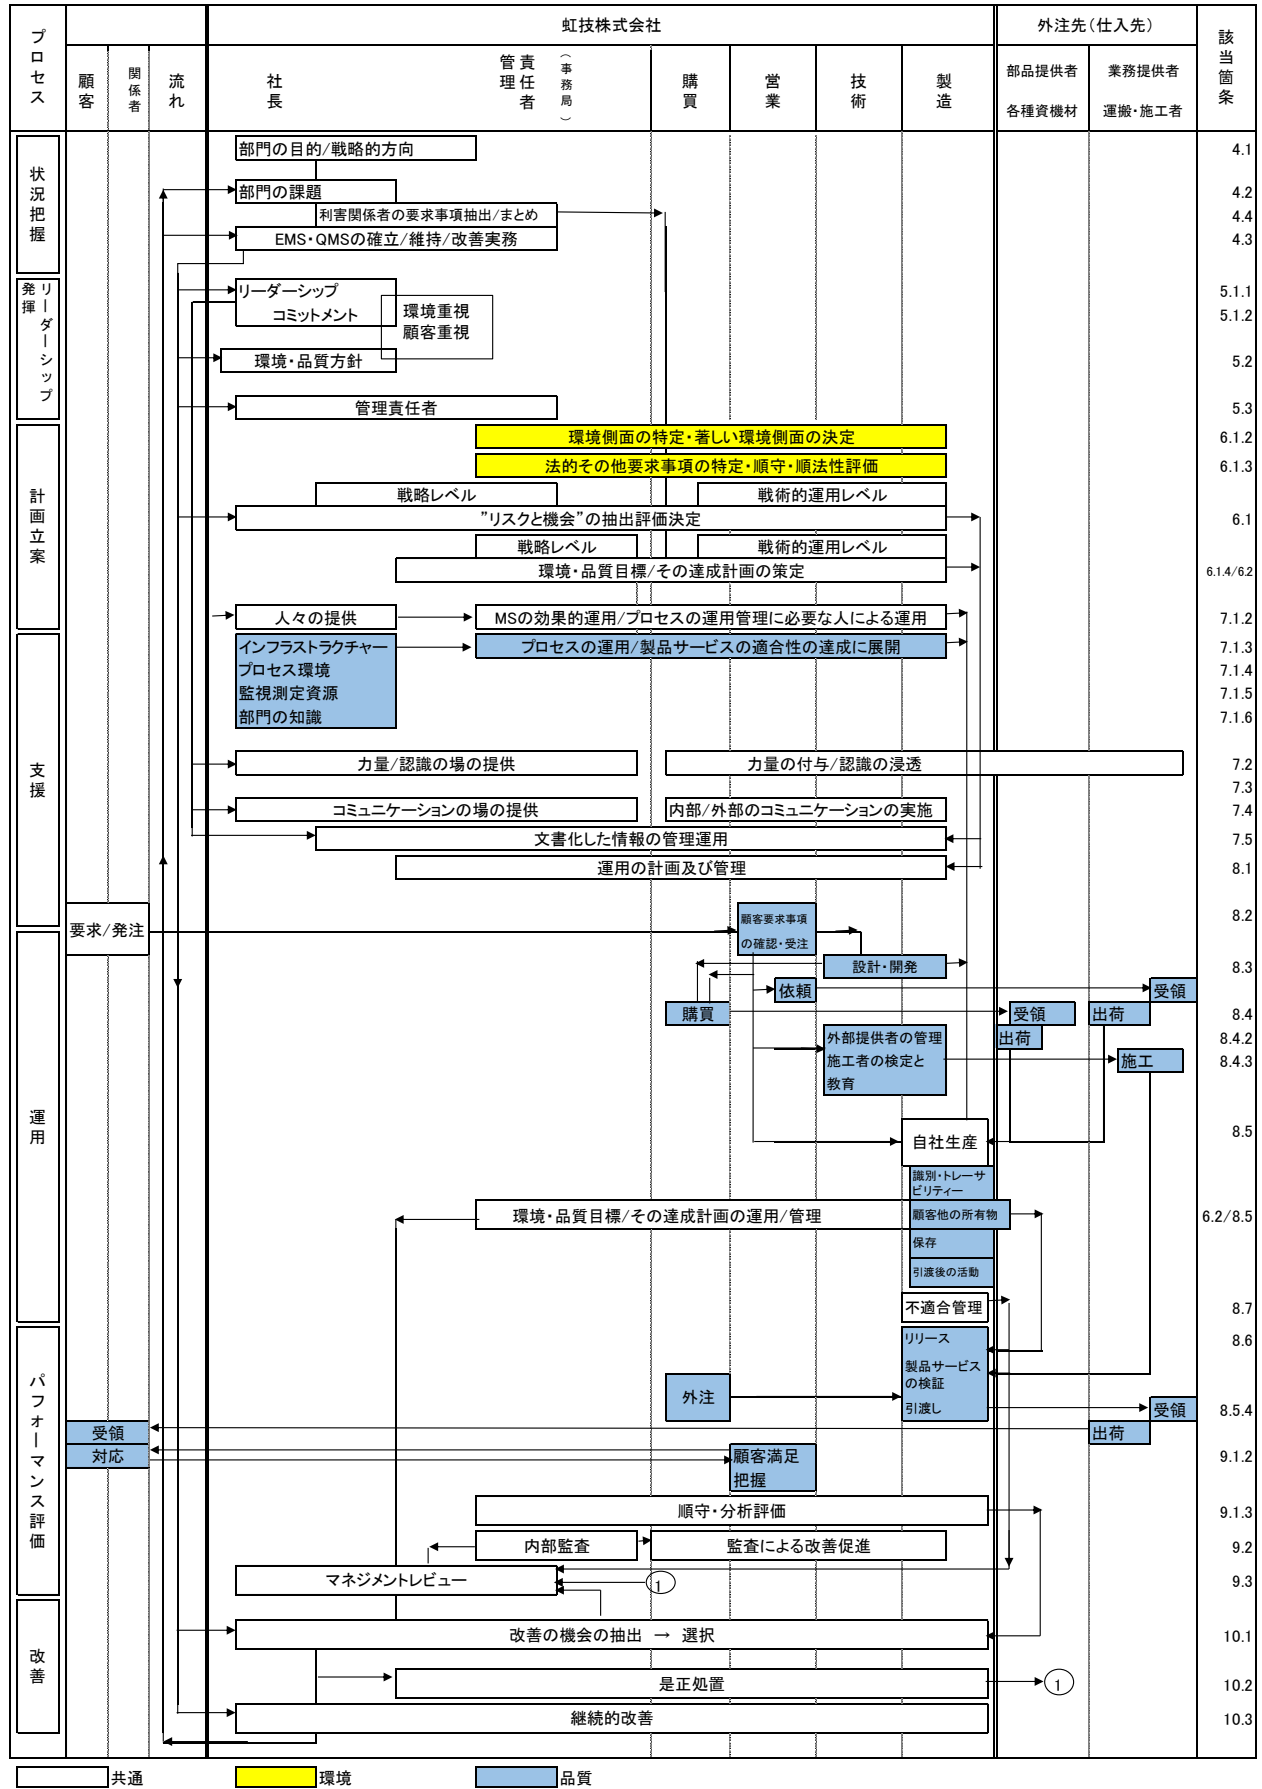 プロセス
虹技株式会社
外注先(仕入先)
該当箇条
顧客
関係者
流れ
社長
管理責任者
（事務局）
購買
営業
技術
製造
部品提供者
各種資機材
業務提供者
運搬・施工者
状況把握
部門の目的/戦略的方向
4.1
部門の課題
4.2
利害関係者の要求事項抽出/まとめ
4.4
EMS・QMSの確立/維持/改善実務
4.3
リーダーシップ発揮
リーダーシップ
5.1.1
コミットメント
環境重視
顧客重視
5.1.2
環境・品質方針
5.2
管理責任者
5.3
計画立案
環境側面の特定・著しい環境側面の決定
6.1.2
法的その他要求事項の特定・順守・順法性評価
6.1.3
戦略レベル
戦術的運用レベル
”リスクと機会”の抽出評価決定
6.1
戦略レベル
戦術的運用レベル
環境・品質目標/その達成計画の策定
6.1.4/6.2
人々の提供
MSの効果的運用/プロセスの運用管理に必要な人による運用
7.1.2
支援
インフラストラクチャー
プロセスの運用/製品サービスの適合性の達成に展開
7.1.3
プロセス環境
7.1.4
監視測定資源
7.1.5
部門の知識
7.1.6
力量/認識の場の提供
力量の付与/認識の浸透
7.2
7.3
コミュニケーションの場の提供
内部/外部のコミュニケーションの実施
7.4
文書化した情報の管理運用
7.5
運用の計画及び管理
8.1
要求/発注
顧客要求事項
の確認・受注
8.2
運用
設計・開発
8.3
依頼
受領
購買
受領
出荷
8.4
外部提供者の管理
施工者の検定と
教育
出荷
8.4.2
施工
8.4.3
自社生産
8.5
識別・トレーサ
ビリティー
環境・品質目標/その達成計画の運用/管理
顧客他の所有物
6.2/8.5
保存
引渡後の活動
不適合管理
8.7
パフォーマンス評価
リリース
8.6
製品サービス
の検証
外注
引渡し
受領
8.5.4
受領
出荷
対応
顧客満足
把握
9.1.2
順守・分析評価
9.1.3
内部監査
監査による改善促進
9.2
マネジメントレビュー
1
9.3
改善
改善の機会の抽出 → 選択
10.1
是正処置
1
10.2
継続的改善
10.3
共通
環境
品質